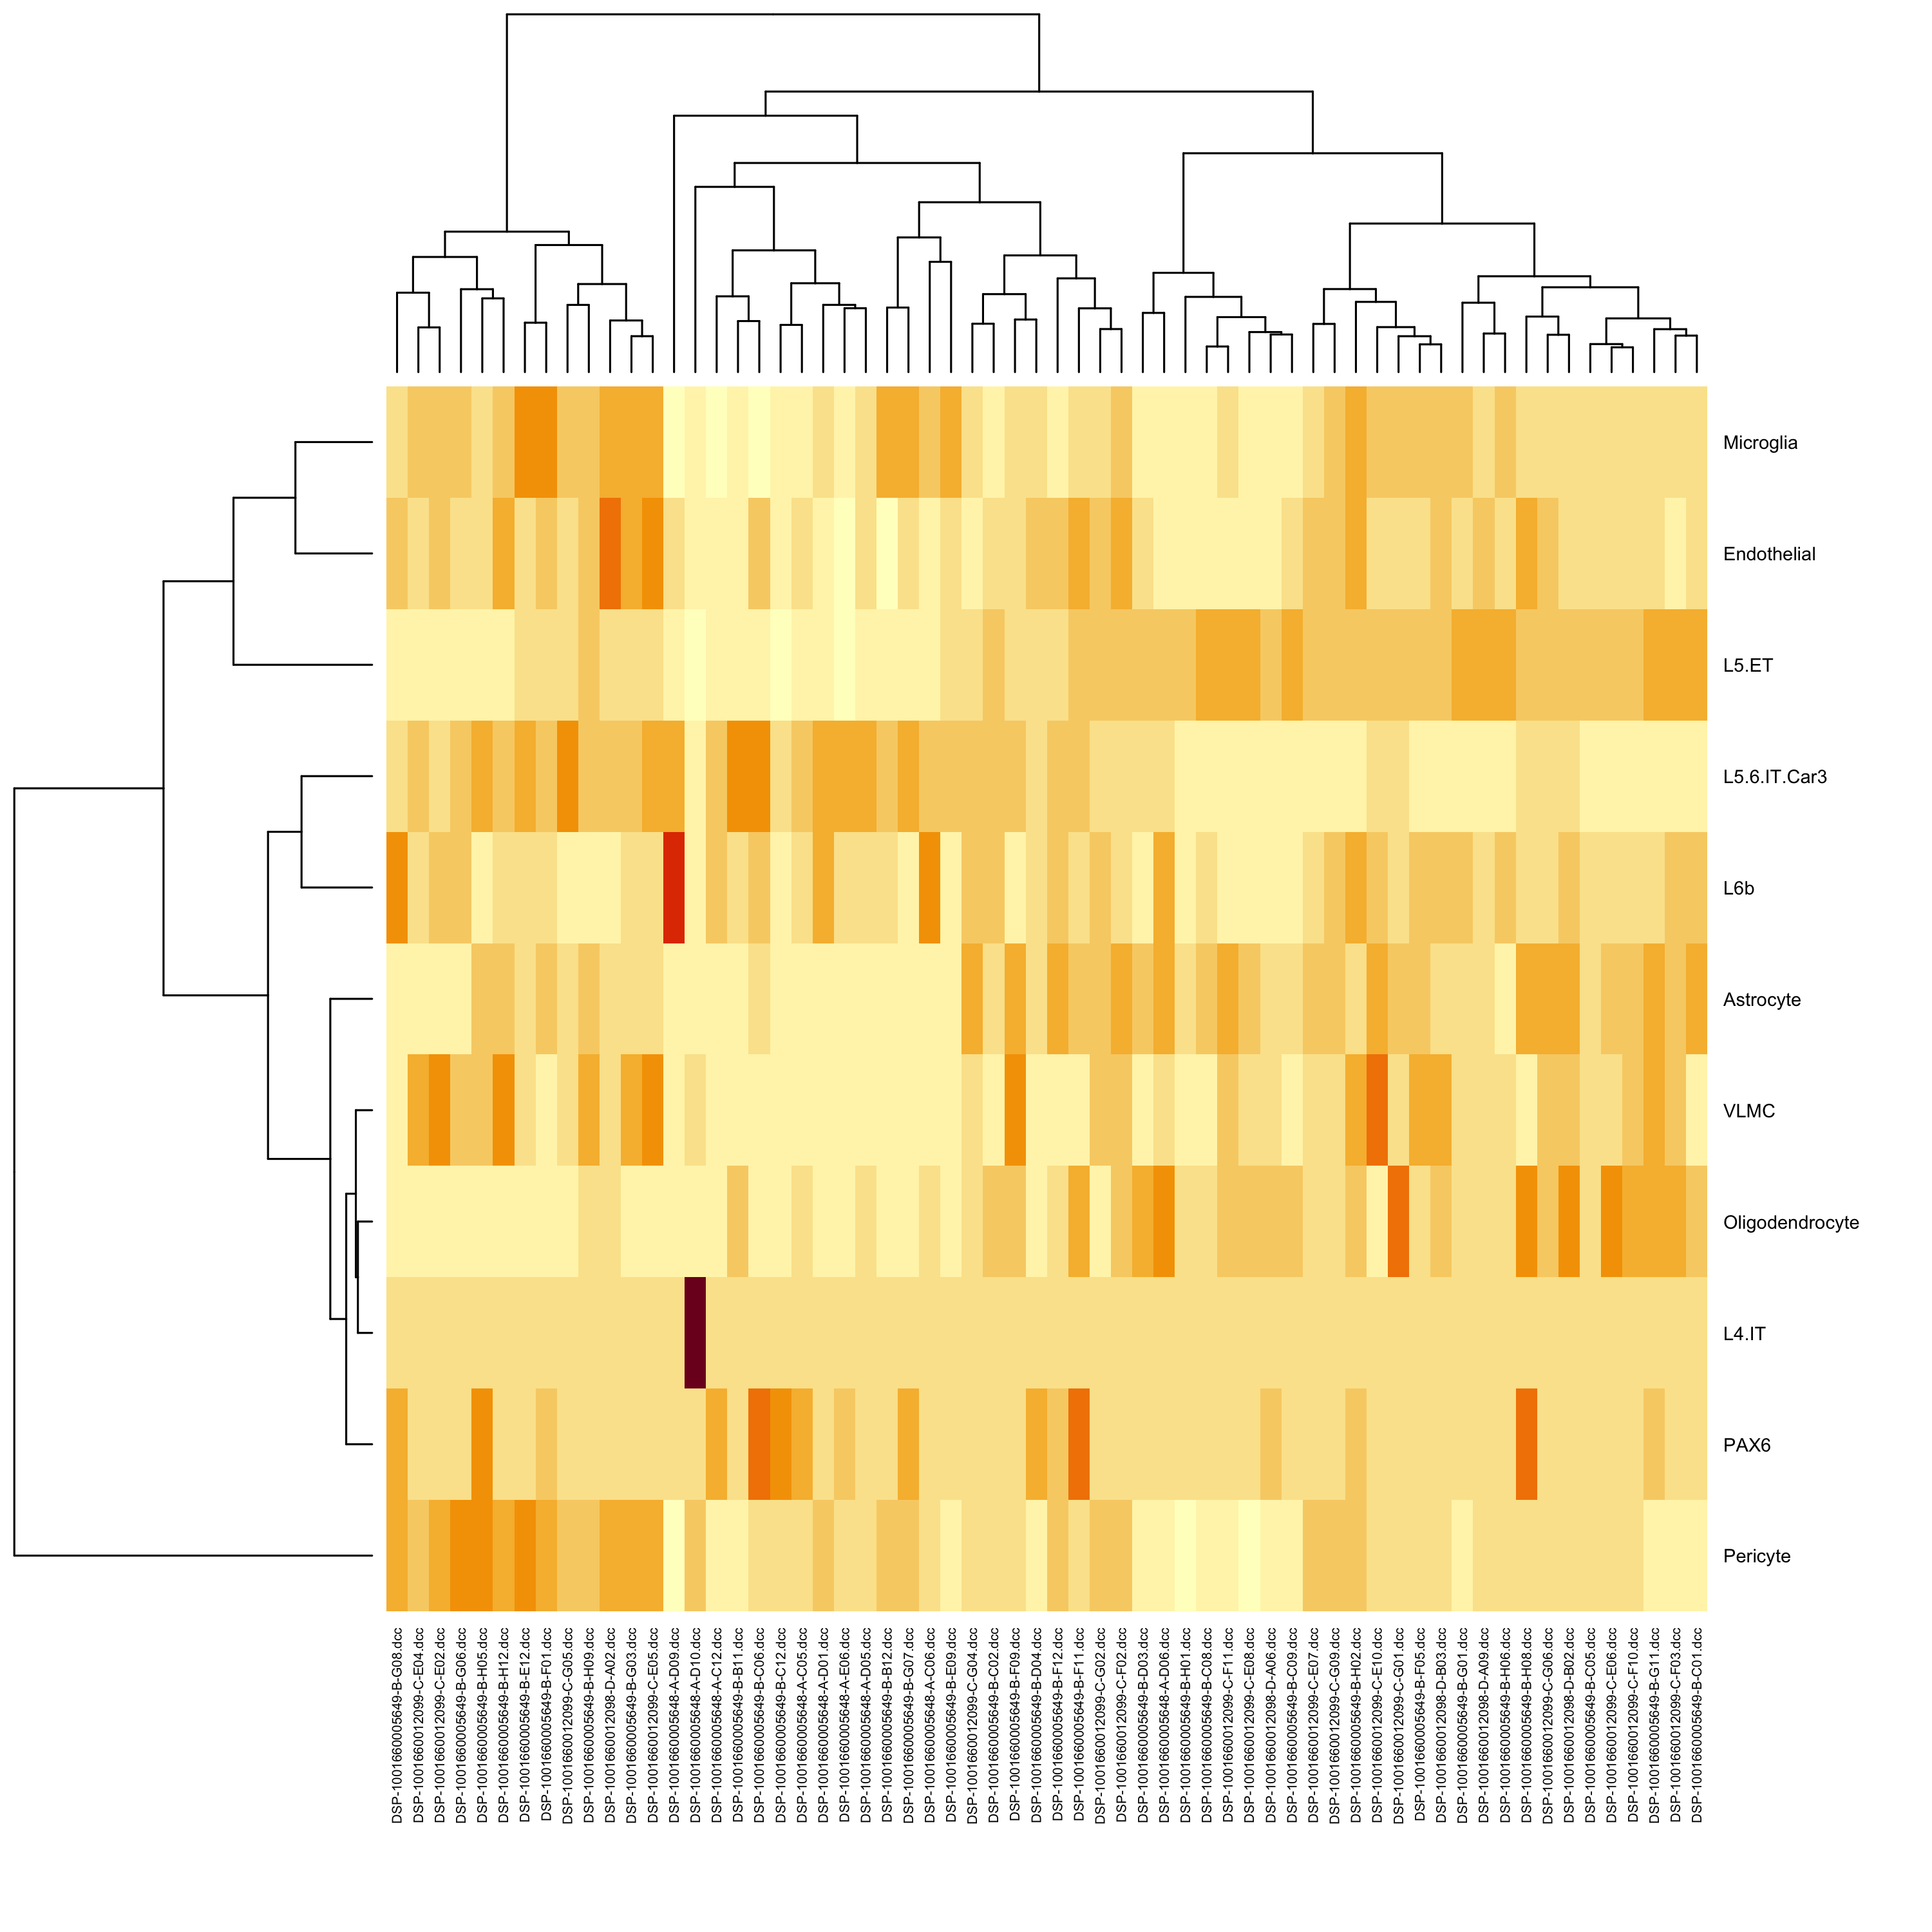 Microglia
Endothelial
L5.ET
L5.6.IT.Car3
L6b
Astrocyte
VLMC
Oligodendrocyte
L4.IT
PAX6
Pericyte
DSP-1001660005649-B-G08.dcc
DSP-1001660012099-C-E04.dcc
DSP-1001660012099-C-E02.dcc
DSP-1001660005649-B-G06.dcc
DSP-1001660005649-B-H05.dcc
DSP-1001660005649-B-H12.dcc
DSP-1001660005649-B-E12.dcc
DSP-1001660005649-B-F01.dcc
DSP-1001660012099-C-G05.dcc
DSP-1001660005649-B-H09.dcc
DSP-1001660012098-D-A02.dcc
DSP-1001660005649-B-G03.dcc
DSP-1001660012099-C-E05.dcc
DSP-1001660005648-A-D09.dcc
DSP-1001660005648-A-D10.dcc
DSP-1001660005648-A-C12.dcc
DSP-1001660005649-B-B11.dcc
DSP-1001660005649-B-C06.dcc
DSP-1001660005649-B-C12.dcc
DSP-1001660005648-A-C05.dcc
DSP-1001660005648-A-D01.dcc
DSP-1001660005648-A-E06.dcc
DSP-1001660005648-A-D05.dcc
DSP-1001660005649-B-B12.dcc
DSP-1001660005649-B-G07.dcc
DSP-1001660005648-A-C06.dcc
DSP-1001660005649-B-E09.dcc
DSP-1001660012099-C-G04.dcc
DSP-1001660005649-B-C02.dcc
DSP-1001660005649-B-F09.dcc
DSP-1001660005649-B-D04.dcc
DSP-1001660005649-B-F12.dcc
DSP-1001660005649-B-F11.dcc
DSP-1001660012099-C-G02.dcc
DSP-1001660012099-C-F02.dcc
DSP-1001660005649-B-D03.dcc
DSP-1001660005648-A-D06.dcc
DSP-1001660005649-B-H01.dcc
DSP-1001660005649-B-C08.dcc
DSP-1001660012099-C-F11.dcc
DSP-1001660012099-C-E08.dcc
DSP-1001660012098-D-A06.dcc
DSP-1001660005649-B-C09.dcc
DSP-1001660012099-C-E07.dcc
DSP-1001660012099-C-G09.dcc
DSP-1001660005649-B-H02.dcc
DSP-1001660012099-C-E10.dcc
DSP-1001660012099-C-G01.dcc
DSP-1001660005649-B-F05.dcc
DSP-1001660012098-D-B03.dcc
DSP-1001660005649-B-G01.dcc
DSP-1001660012098-D-A09.dcc
DSP-1001660005649-B-H06.dcc
DSP-1001660005649-B-H08.dcc
DSP-1001660012099-C-G06.dcc
DSP-1001660012098-D-B02.dcc
DSP-1001660005649-B-C05.dcc
DSP-1001660012099-C-E06.dcc
DSP-1001660012099-C-F10.dcc
DSP-1001660005649-B-G11.dcc
DSP-1001660012099-C-F03.dcc
DSP-1001660005649-B-C01.dcc